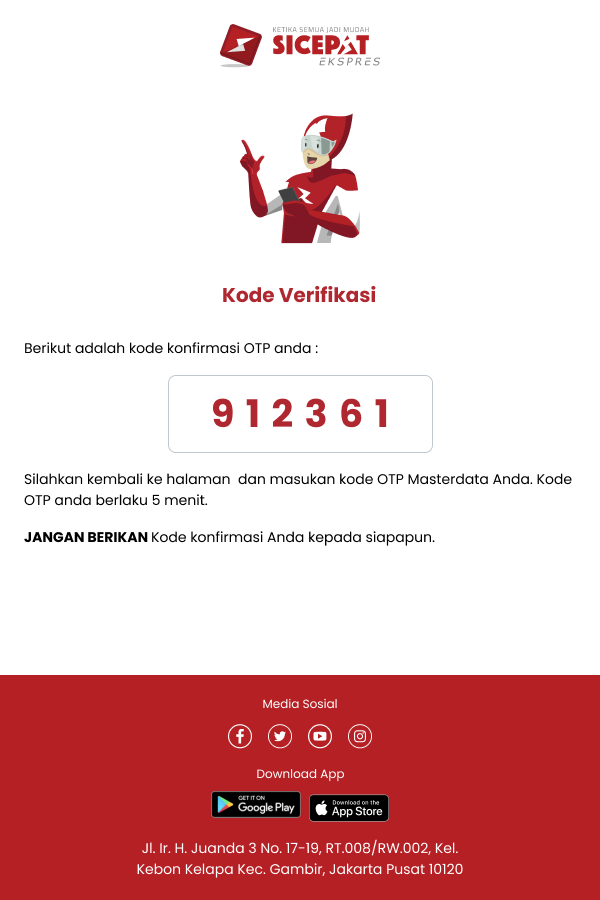 KETIKA SEMUA JADI MUDAH
SICEPAT
EKSPRES
Kode Verifikasi
Berikut adalah kode konfirmasi OTP anda :
912361
Silahkan kembali ke halaman  dan masukan kode OTP Masterdata Anda. Kode
OTP anda berlaku 5 menit.
JANGAN BERIKAN Kode konfirmasi Anda kepada siapapun.
Media Sosial
Download App
GET IT ON
Google Play
Download on the
App Store
Jl. Ir. H. Juanda 3 No. 17-19, RT.008/RW.002, Kel.
Kebon Kelapa Kec. Gambir, Jakarta Pusat 10120